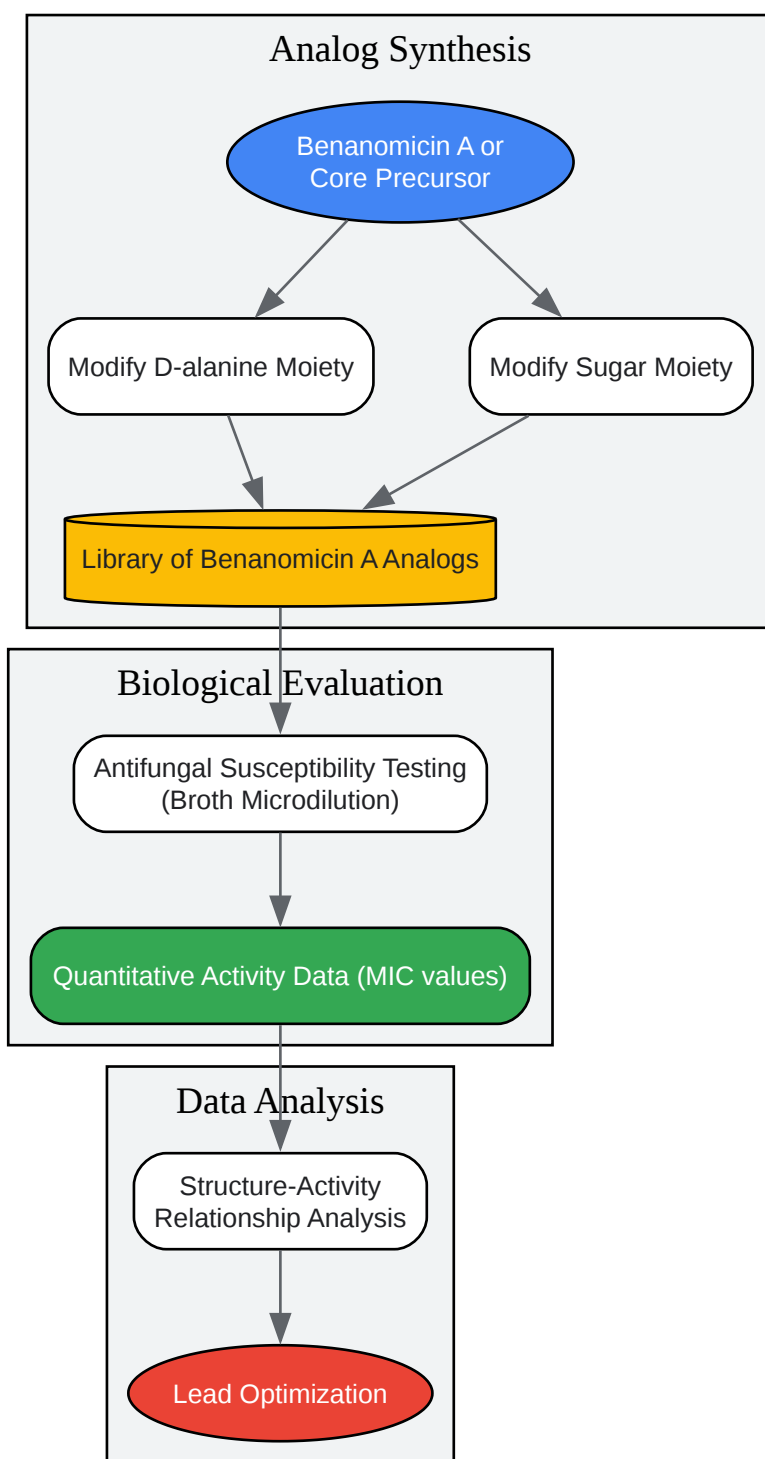 Analog Synthesis
Benanomicin A or
Core Precursor
Modify D-alanine Moiety
Modify Sugar Moiety
Library of Benanomicin A Analogs
Biological Evaluation
Antifungal Susceptibility Testing
(Broth Microdilution)
Quantitative Activity Data (MIC values)
Data Analysis
Structure-Activity
Relationship Analysis
Lead Optimization